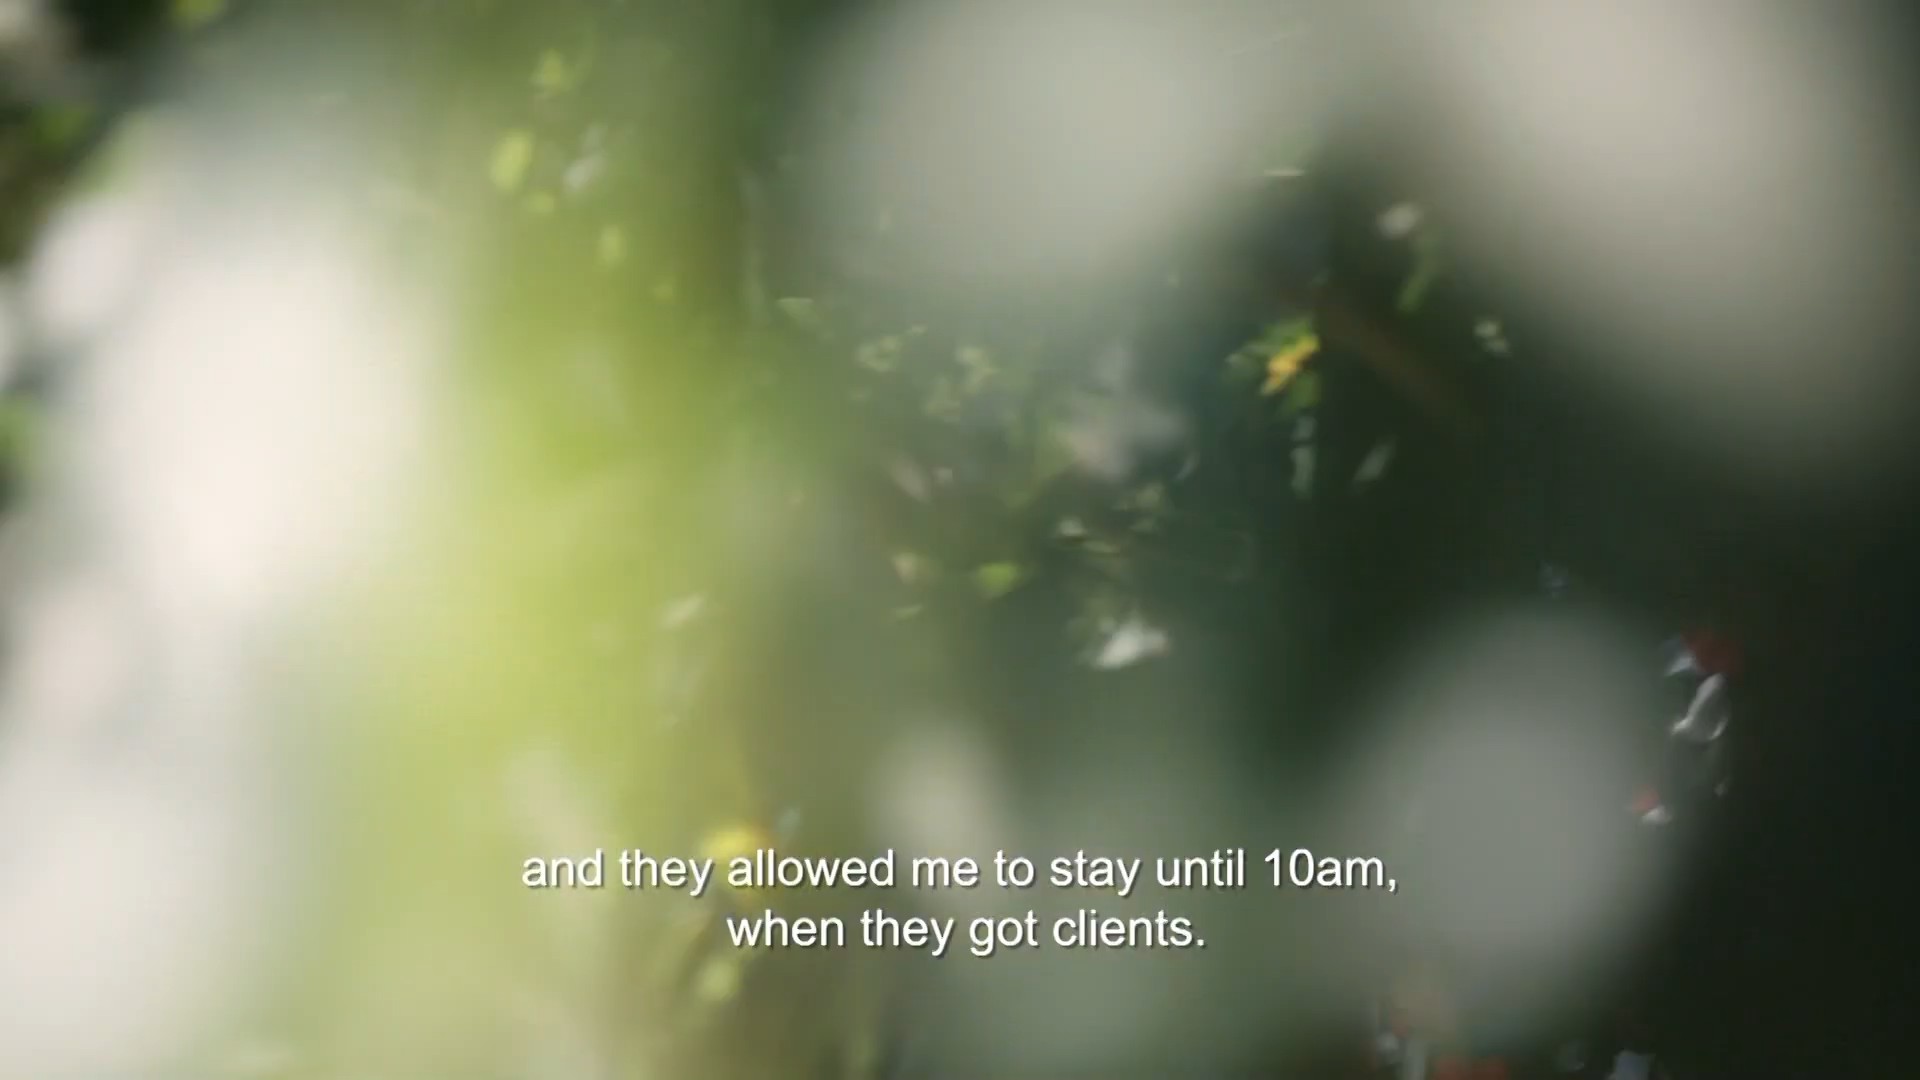 and they allowed me to stay until 10am,
when they got clients.